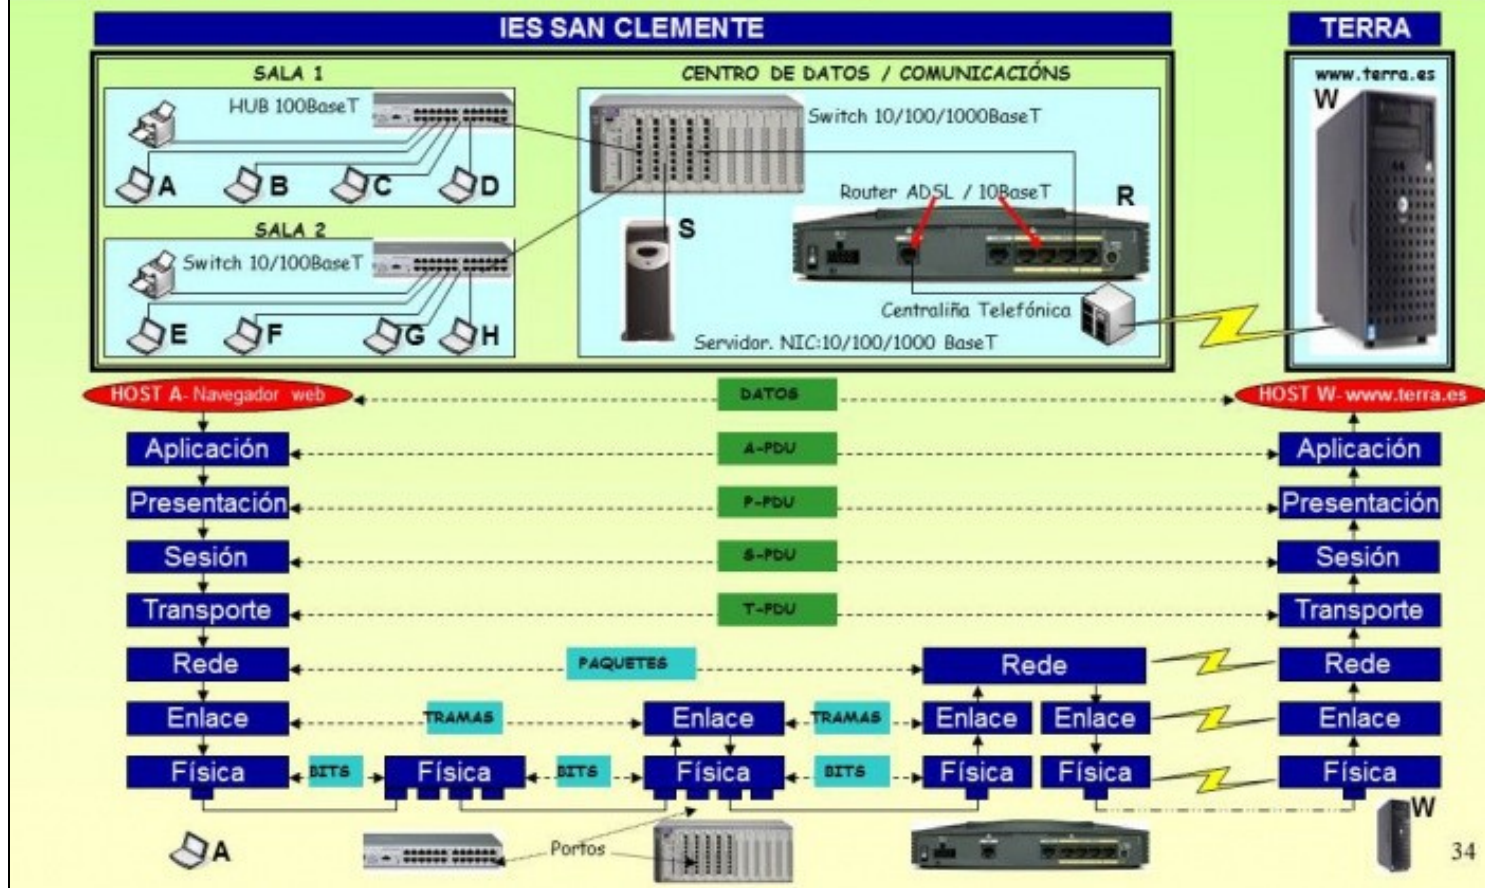 IES SAN CLEMENTE
TERRA
SALA 1
HUB 100BaseT
A
B
C
D
SALA 2
Switch 10/100BaseT
E
F
G
H
CENTRO DE DATOS / COMUNICACIÓNS
Switch 10/100/1000BaseT
Router ADSL / 10BaseT
R
S
Centraliña Telefónica
Servidor. NIC:10/100/1000 BaseT
www.terra.es
W
HOST A- Navegador web
DATOS
HOST W- www.terra.es
Aplicación
A-PDU
Aplicación
Presentación
P-PDU
Presentación
Sesión
S-PDU
Sesión
Transporte
T-PDU
Transporte
Rede
PAQUETES
Rede
Rede
Enlace
TRAMAS
Enlace
TRAMAS
Enlace
Enlace
Enlace
Física
BITS
Física
BITS
Física
BITS
Física
Física
Física
A
Portos
W
34